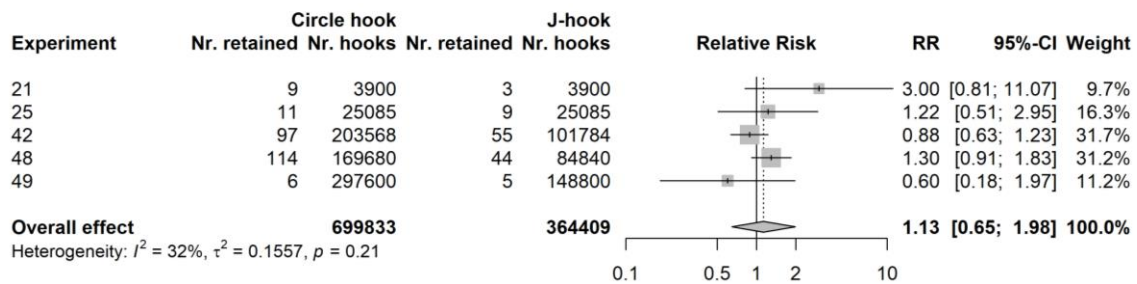 Circle hook J-hook
Experiment Nr. retained Nr. hooks Nr. retained Nr. hooks Relative Risk RR 95%-CI Weight
21 9 3900 3 3900 3.00 [0.81; 11.07] 9.7%
25 11 25085 9 25085 1.22 [0.51; 2.95] 16.3%
42 97 203568 55 101784 0.88 [0.63; 1.23] 31.7%
48 114 169680 44 84840 1.30 [0.91; 1.83] 31.2%
49 6 297600 5 148800 0.60 [0.18; 1.97] 11.2%
Overall effect 699833 364409 1.13 [0.65; 1.98] 100.0%
Heterogeneity: I² = 32%, τ² = 0.1557, p = 0.21
0.1 0.5 1 2 10